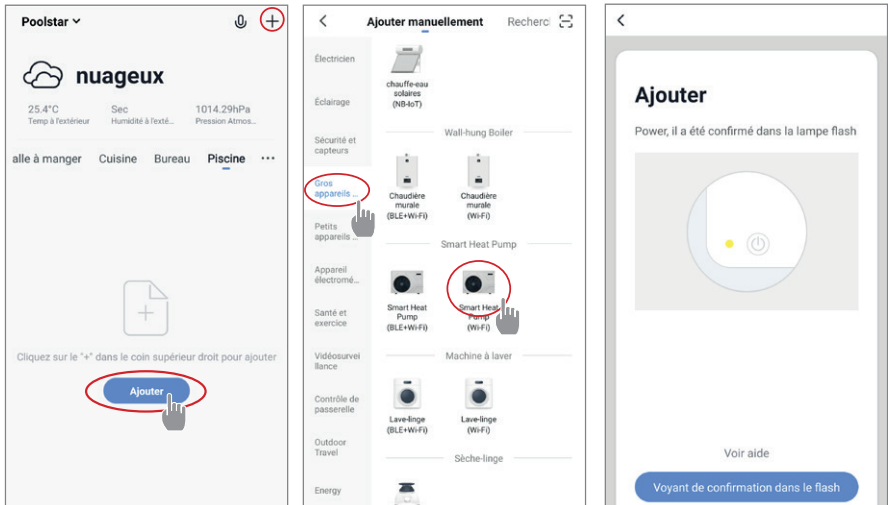 Poolstar
nuageux
25.4°C
Sec
1014.29hPa
Temp à l'extérieur
Humidité à l'exté...
Pression Atmos...
alle à manger
Cuisine
Bureau
Piscine
Cliquez sur le "+" dans le coin supérieur droit pour ajouter
Ajouter
Ajouter manuellement
Recherc
Électricien
Éclairage
Sécurité et
capteurs
Gros
appareils ...
Petits
appareils ...
Appareil
électromé...
Santé et
exercice
Vidéosurvei
llance
Contrôle de
passerelle
Outdoor
Travel
Energy
chauffe-eau
solaires
(NB-IoT)
Wall-hung Boiler
Chaudière
murale
(BLE+Wi-Fi)
Chaudière
murale
(Wi-Fi)
Smart Heat Pump
Smart Heat
Pump
(BLE+Wi-Fi)
Smart Heat
Pump
(Wi-Fi)
Machine à laver
Lave-linge
(BLE+Wi-Fi)
Lave-linge
(Wi-Fi)
Sèche-linge
Ajouter
Power, il a été confirmé dans la lampe flash
Voir aide
Voyant de confirmation dans le flash